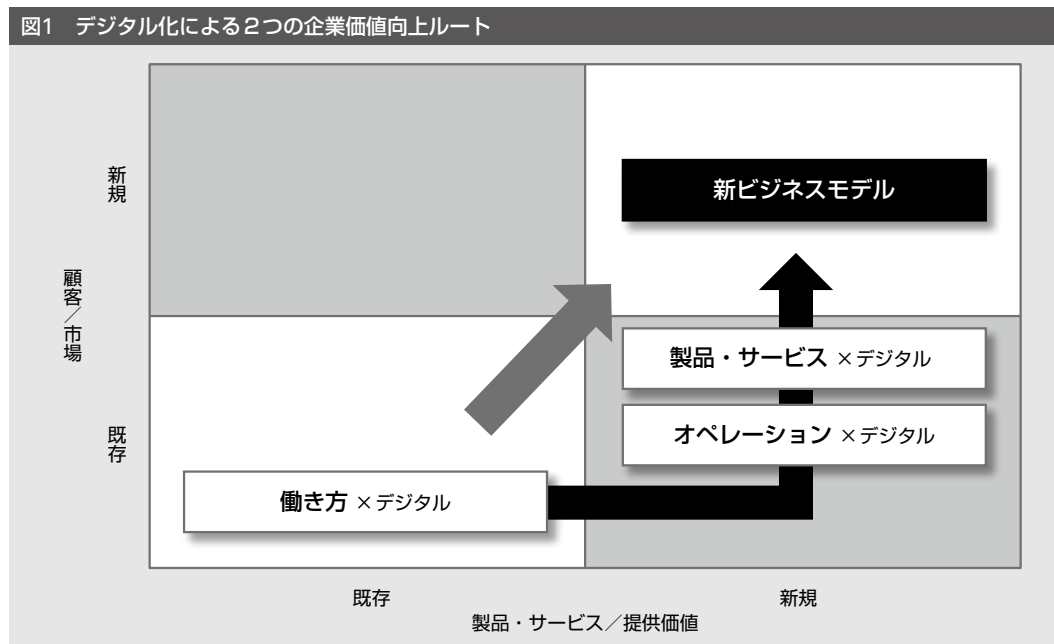 図1 デジタル化による２つの企業価値向上ルート
新規
新ビジネスモデル
顧客／市場
製品・サービス ×デジタル
既存
オペレーション ×デジタル
働き方 ×デジタル
既存
新規
製品・サービス／提供価値